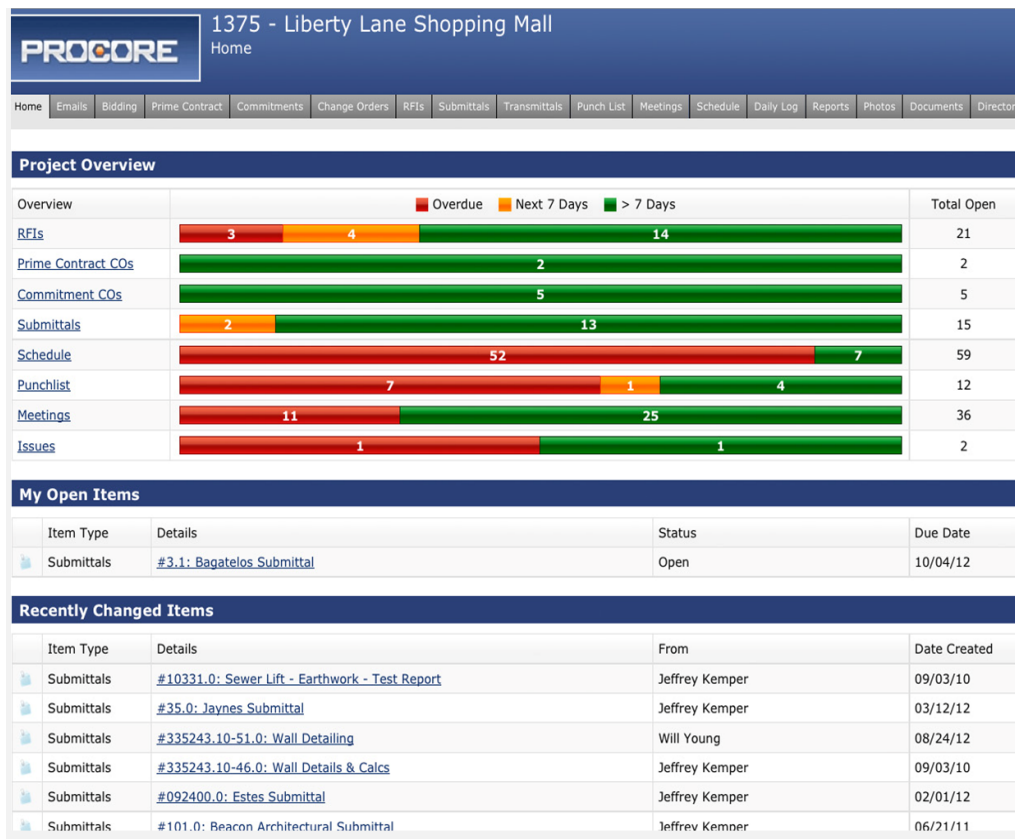 PROCORE
1375 - Liberty Lane Shopping Mall
Home
Home Emails Bidding Prime Contract Commitments Change Orders RFIs Submittals Transmittals Punch List Meetings Schedule Daily Log Reports Photos Documents Director
Project Overview
Overview Overdue Next 7 Days > 7 Days Total Open
RFIs 3 4 14 21
Prime Contract COs 2 2
Commitment COs 5 5
Submittals 2 13 15
Schedule 52 7 59
Punchlist 7 1 4 12
Meetings 11 25 36
Issues 1 1 2
My Open Items
Item Type Details Status Due Date
Submittals #3.1: Bagatelos Submittal Open 10/04/12
Recently Changed Items
Item Type Details From Date Created
Submittals #10331.0: Sewer Lift - Earthwork - Test Report Jeffrey Kemper 09/03/10
Submittals #35.0: Jaynes Submittal Jeffrey Kemper 03/12/12
Submittals #335243.10-51.0: Wall Detailing Will Young 08/24/12
Submittals #335243.10-46.0: Wall Details & Calcs Jeffrey Kemper 09/03/10
Submittals #092400.0: Estes Submittal Jeffrey Kemper 02/01/12
Submittals #101.0: Beacon Architectural Submittal Jeffrey Kemper 06/21/11